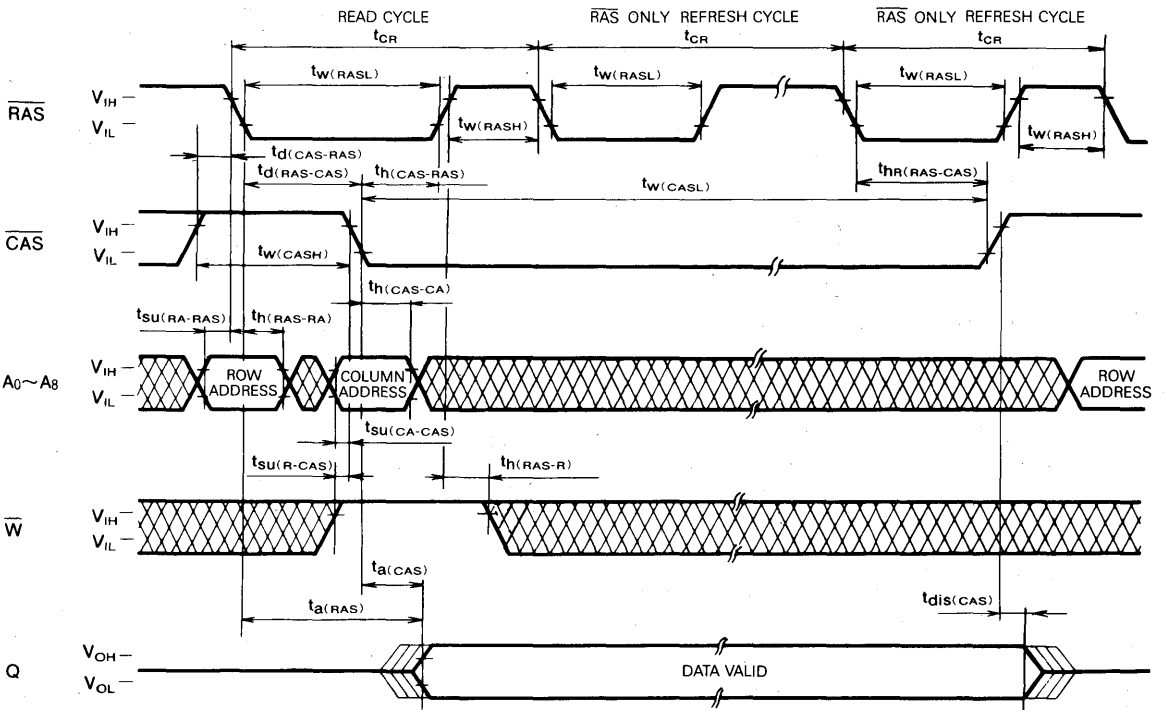 READ CYCLE
RAS ONLY REFRESH CYCLE
RAS ONLY REFRESH CYCLE
tCR
tCR
tCR
tW(RASL)
tW(RASL)
tW(RASL)
RAS
VIH
VIL
tW(RASH)
tW(RASH)
td(CAS-RAS)
td(RAS-CAS)
th(CAS-RAS)
tW(CASL)
thR(RAS-CAS)
CAS
VIH
VIL
tW(CASH)
th(CAS-CA)
tsu(RA-RAS)
th(RAS-RA)
A0~A8
VIH
VIL
ROW ADDRESS
COLUMN ADDRESS
ROW ADDRESS
tsu(CA-CAS)
tsu(R-CAS)
th(RAS-R)
W
VIH
VIL
ta(CAS)
ta(RAS)
tdis(CAS)
Q
VOH
VOL
DATA VALID